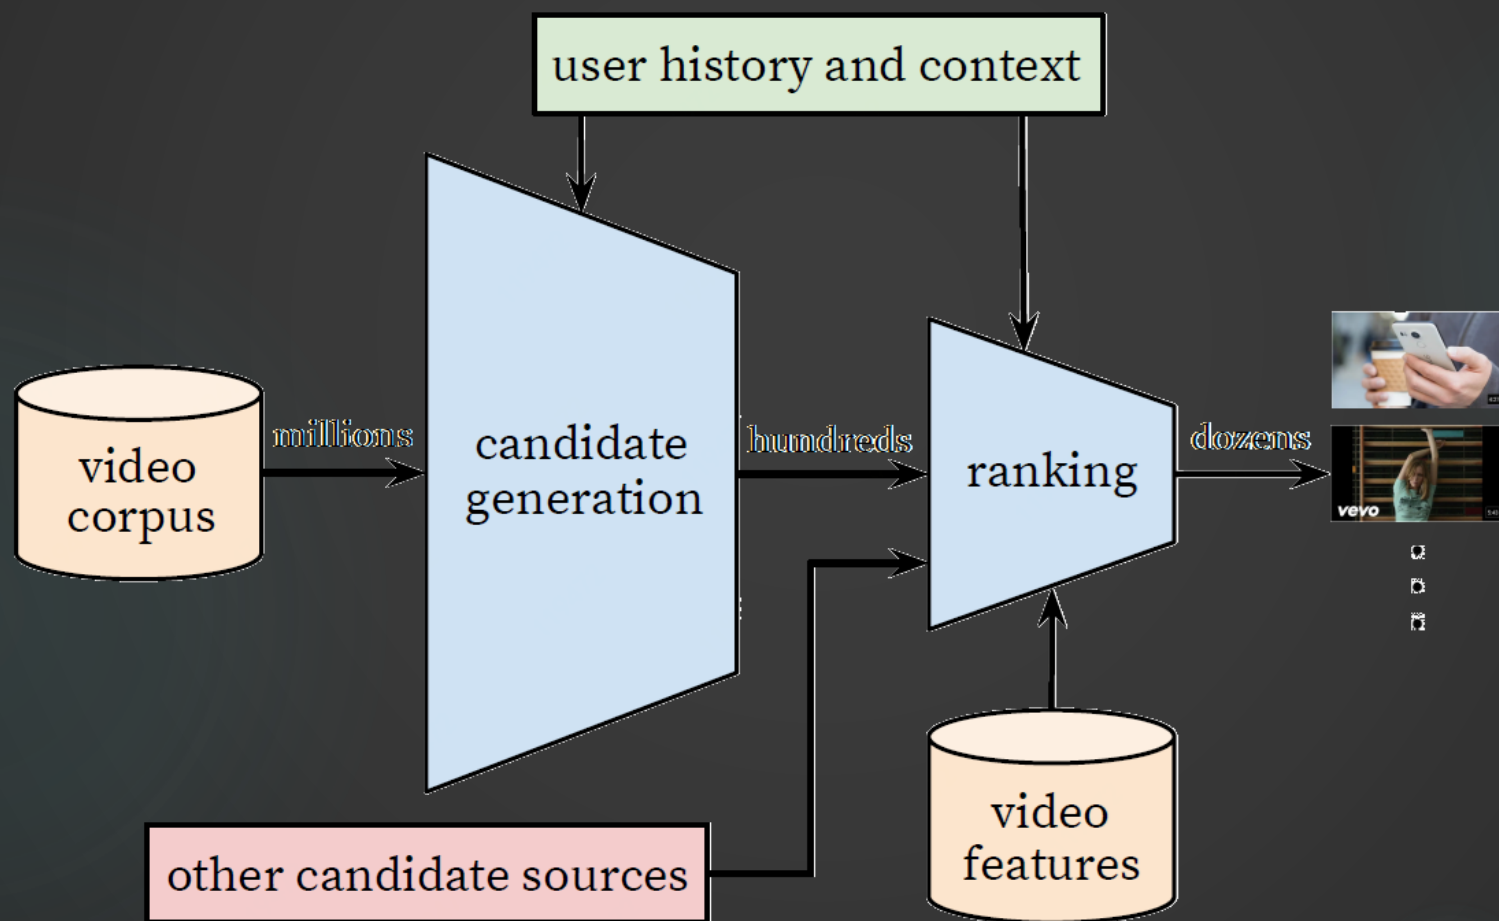 user history and context
millions
hundreds
dozens
video
corpus
candidate
generation
ranking
vevo
video
features
other candidate sources